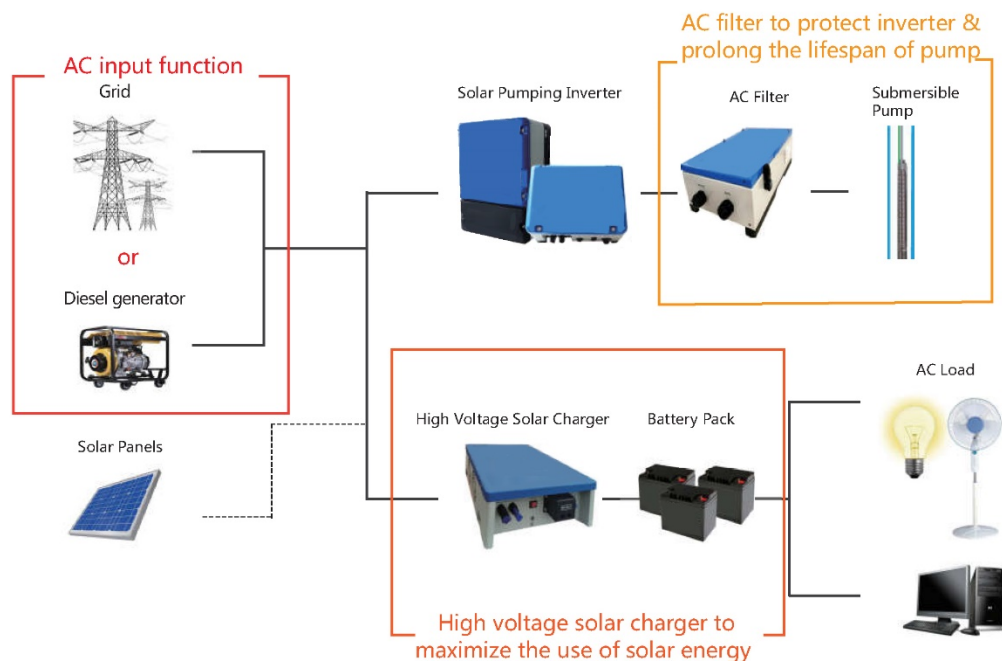 AC input function
Grid
or
Diesel generator
Solar Panels
Solar Pumping Inverter
AC filter to protect inverter &
prolong the lifespan of pump
AC Filter
Submersible
Pump
High Voltage Solar Charger
Battery Pack
AC Load
High voltage solar charger to
maximize the use of solar energy